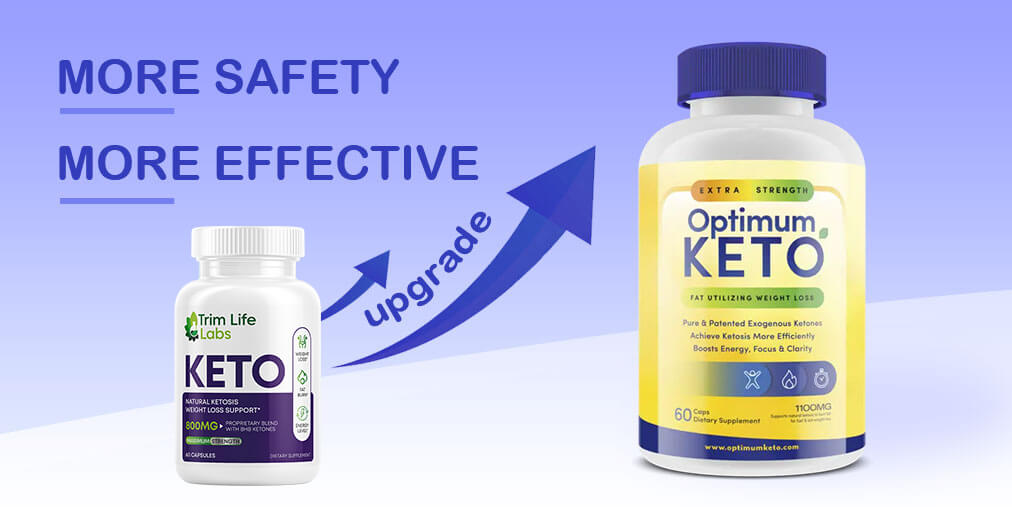 MORE SAFETY
MORE EFFECTIVE
upgrade
Trim Life
Labs
KETO
NATURAL KETOSIS
WEIGHT LOSS SUPPORT*
800MG
PROPRIETARY BLEND
WITH BHB KETONES
MAXIMUM STRENGTH
60 CAPSULES
DIETARY SUPPLEMENT
WEIGHT
LOSS*
FAT
BURN*
ENERGY
LEVEL*
EXTRA STRENGTH
Optimum
KETO
FAT UTILIZING WEIGHT LOSS
Pure & Patented Exogenous Ketones
Achieve Ketosis More Efficiently
Boosts Energy, Focus & Clarity
60 Caps
Dietary Supplement
1100MG
www.optimumketo.com